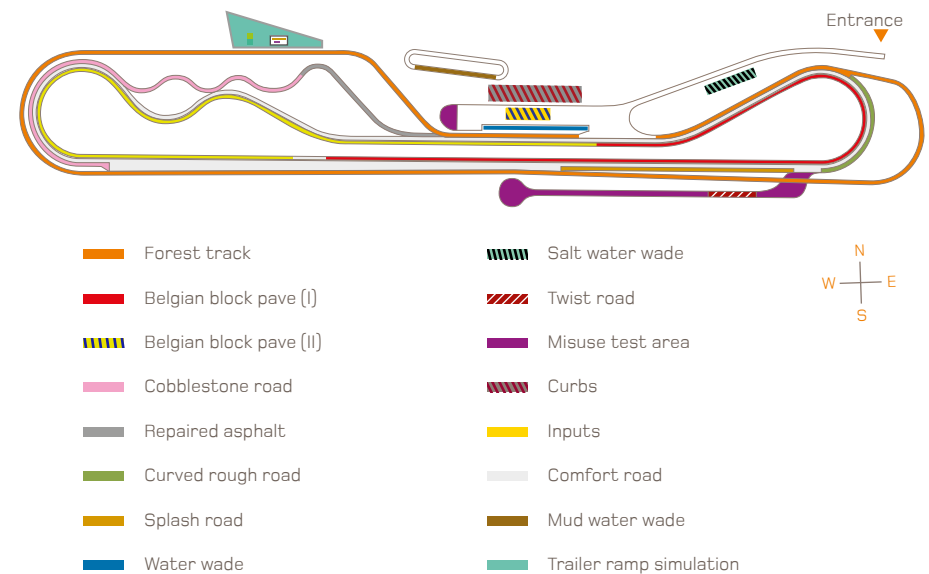 Entrance
Forest track
Belgian block pave (I)
Belgian block pave (II)
Cobblestone road
Repaired asphalt
Curved rough road
Splash road
Water wade
Salt water wade
Twist road
Misuse test area
Curbs
Inputs
Comfort road
Mud water wade
Trailer ramp simulation
N
W E
S